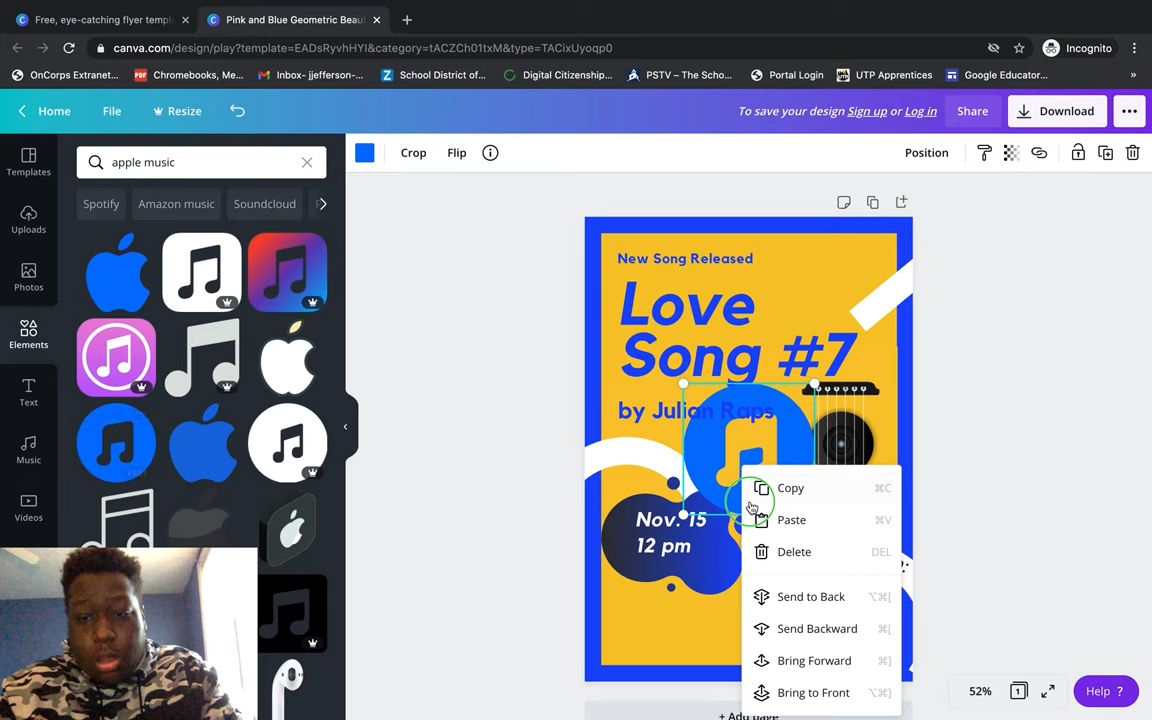 Free, eye-catching flyer templ
Pink and Blue Geometric Beaut
canva.com/design/play?template=EADsRyvhHYI&category=tACZCh01txM&type=TACixUyoqp0
Incognito
OnCorps Extranet...
Chromebooks, Me...
Inbox- jjefferson-...
School District of...
Digital Citizenship...
PSTV – The Scho...
Portal Login
UTP Apprentices
Google Educator...
»
Home
File
Resize
To save your design Sign up or Log in
Share
Download
apple music
Crop
Flip
Position
Templates
Uploads
Photos
Elements
Text
Music
Videos
Spotify
Amazon music
Soundcloud
New Song Released
Love
Song #7
by Julian Raps
Nov. 15
12 pm
Copy ⌘C
Paste ⌘V
Delete DEL
Send to Back ⌥⌘[
Send Backward ⌘[
Bring Forward ⌘]
Bring to Front ⌥⌘]
52%
1
Help ?
+ Add page